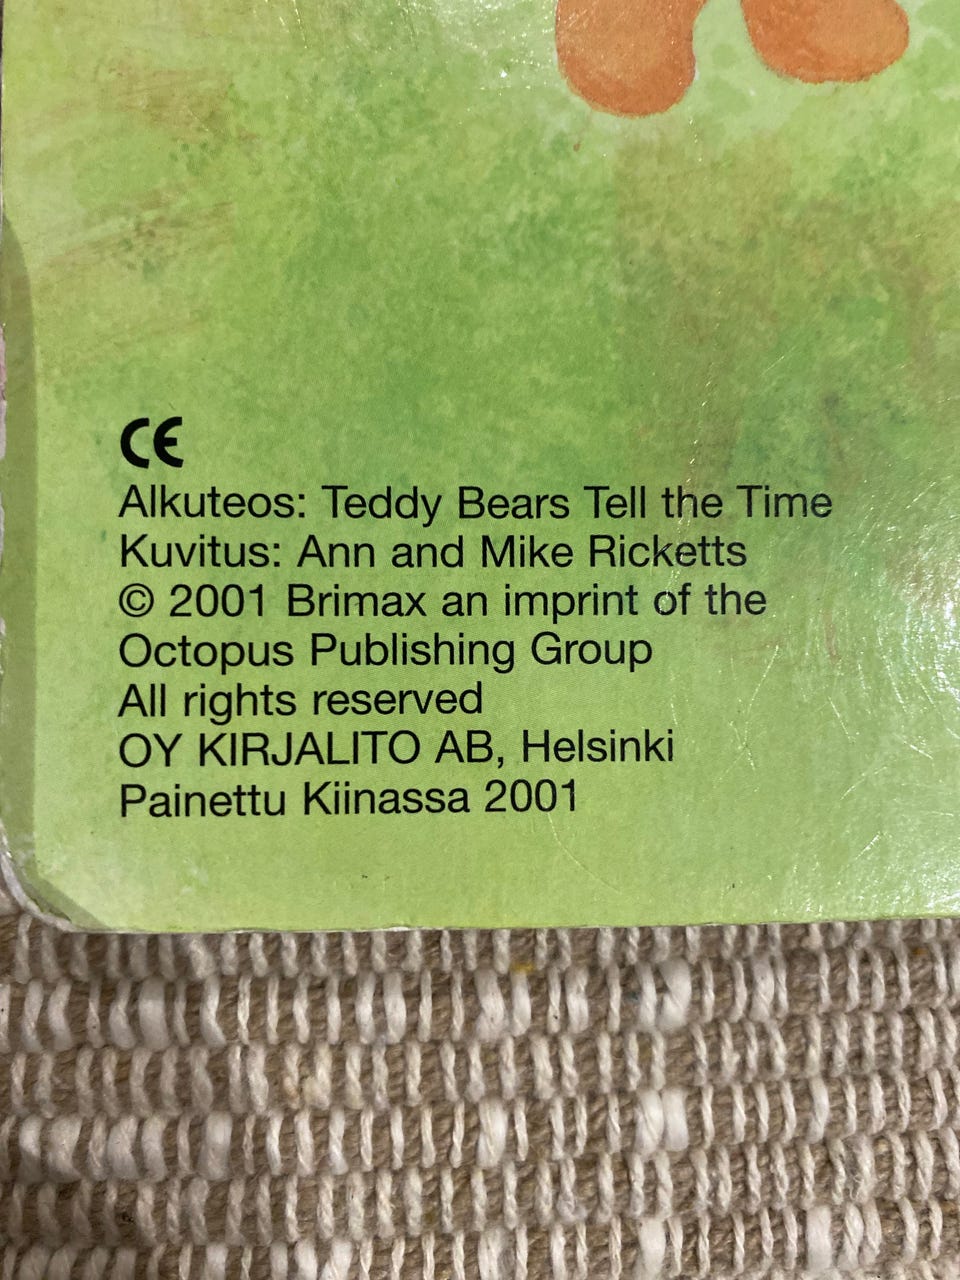 CE
Alkuteos: Teddy Bears Tell the Time
Kuvitus: Ann and Mike Ricketts
© 2001 Brimax an imprint of the
Octopus Publishing Group
All rights reserved
OY KIRJALITO AB, Helsinki
Painettu Kiinassa 2001